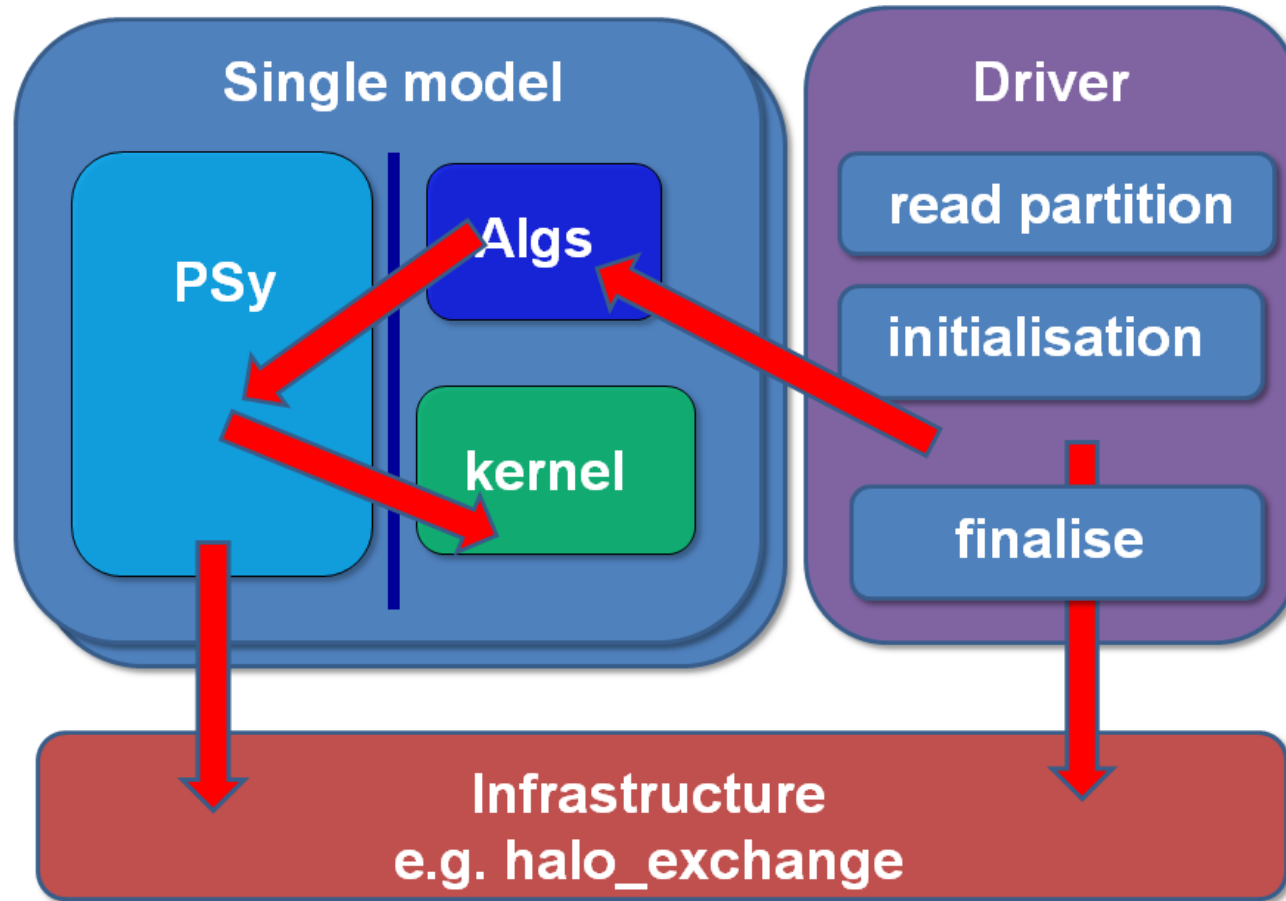 Single model
PSy
Algs
kernel
Driver
read partition
initialisation
finalise
Infrastructure
e.g. halo_exchange